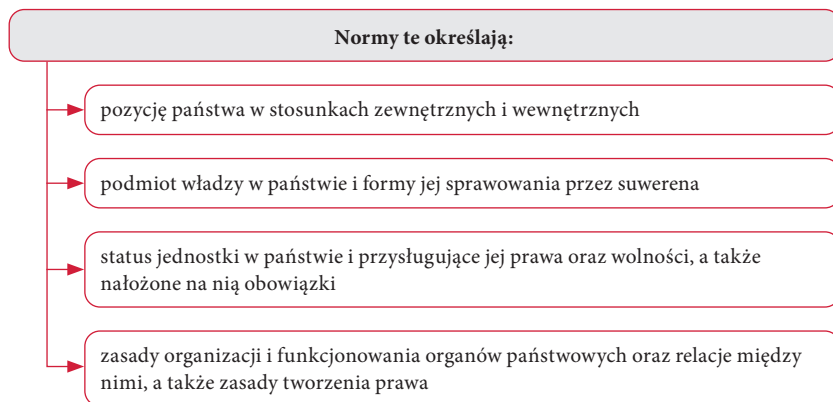 Normy te określają:
pozycję państwa w stosunkach zewnętrznych i wewnętrznych
podmiot władzy w państwie i formy jej sprawowania przez suwerena
status jednostki w państwie i przysługujące jej prawa oraz wolności, a także
nałożone na nią obowiązki
zasady organizacji i funkcjonowania organów państwowych oraz relacje między
nimi, a także zasady tworzenia prawa